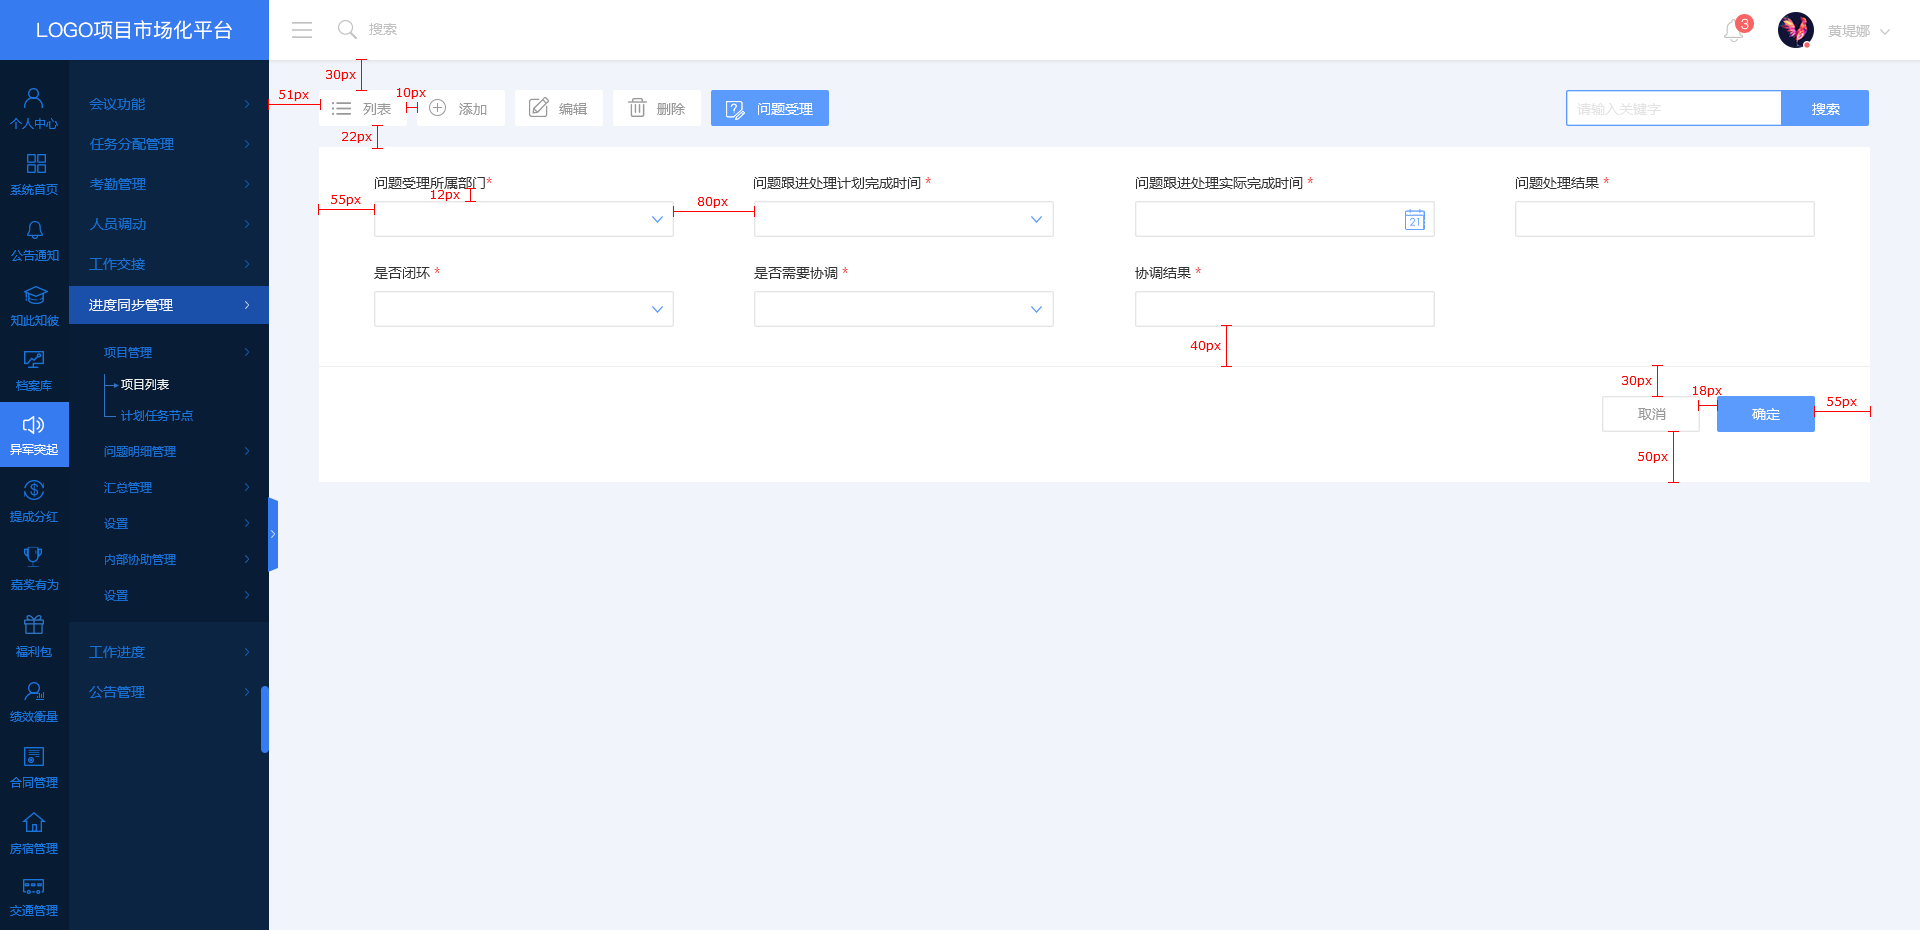 LOGO项目市场化平台
搜索
3
黄堤娜
个人中心
系统首页
公告通知
知此知彼
档案库
异军突起
提成分红
嘉奖有为
福利包
绩效衡量
合同管理
房宿管理
交通管理
会议功能
任务分配管理
考勤管理
人员调动
工作交接
进度同步管理
项目管理
项目列表
计划任务节点
问题明细管理
汇总管理
设置
内部协助管理
设置
工作进度
公告管理
30px
51px
10px
列表
添加
编辑
删除
问题受理
请输入关键字
搜索
22px
问题受理所属部门*
问题跟进处理计划完成时间 *
问题跟进处理实际完成时间 *
问题处理结果 *
12px
55px
80px
21
是否闭环 *
是否需要协调 *
协调结果 *
40px
30px
18px
55px
取消
确定
50px